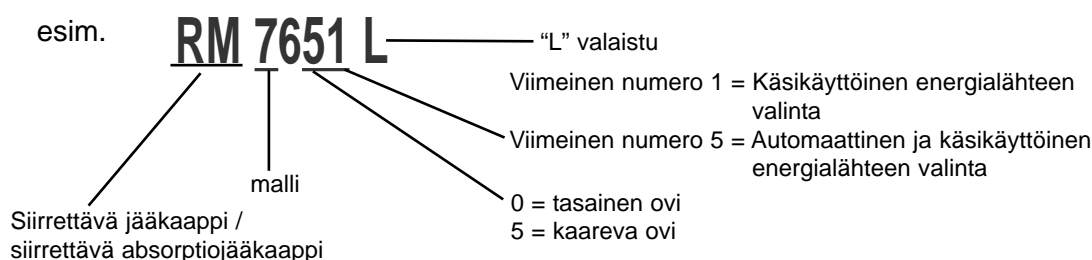 esim.
RM 7651 L
“L” valaistu
Viimeinen numero 1 = Käsikäyttöinen energialähteen
valinta
Viimeinen numero 5 = Automaattinen ja käsikäyttöinen
energialähteen valinta
malli
0 = tasainen ovi
5 = kaareva ovi
Siirrettävä jääkaappi /
siirrettävä absorptiojääkaappi